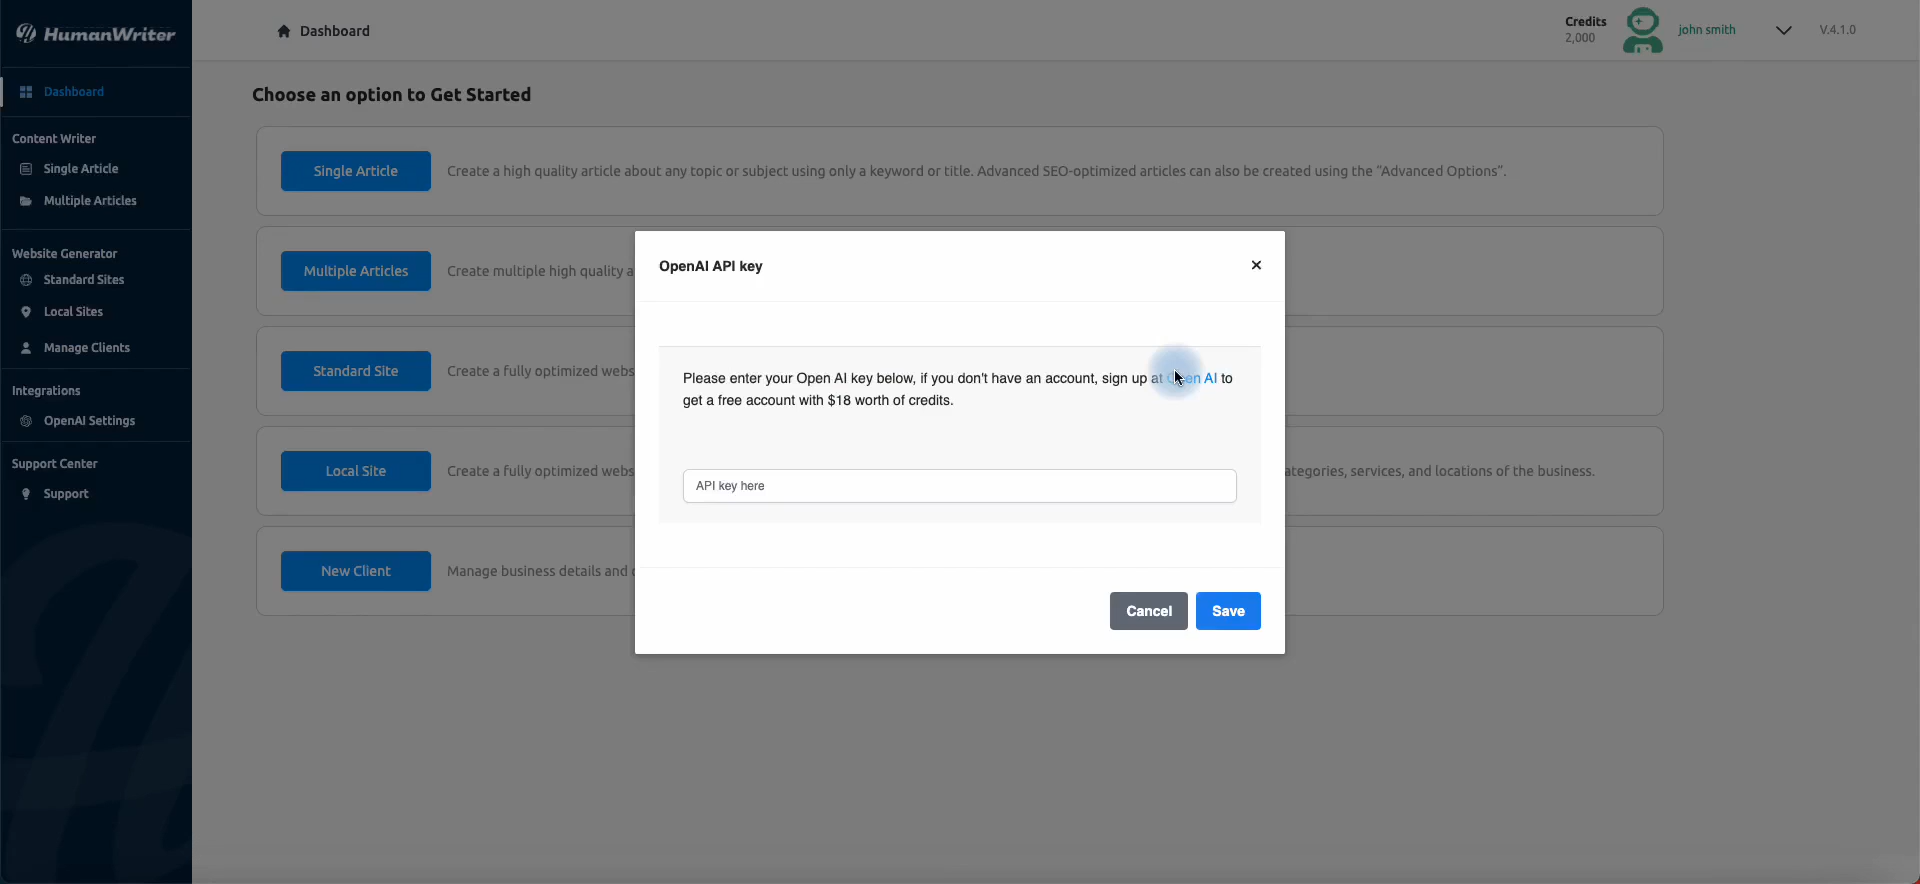 HumanWriter
Dashboard
Credits
2,000
john smith
V.4.1.0
Dashboard
Content Writer
Single Article
Multiple Articles
Website Generator
Standard Sites
Local Sites
Manage Clients
Integrations
OpenAI Settings
Support Center
Support
Choose an option to Get Started
Single Article
Create a high quality article about any topic or subject using only a keyword or title. Advanced SEO-optimized articles can also be created using the "Advanced Options".
Multiple Articles
Create multiple high quality a
Standard Site
Create a fully optimized webs
Local Site
Create a fully optimized webs
ategories, services, and locations of the business.
New Client
Manage business details and
OpenAI API key
Please enter your Open AI key below, if you don't have an account, sign up at Open AI to
get a free account with $18 worth of credits.
API key here
Cancel
Save